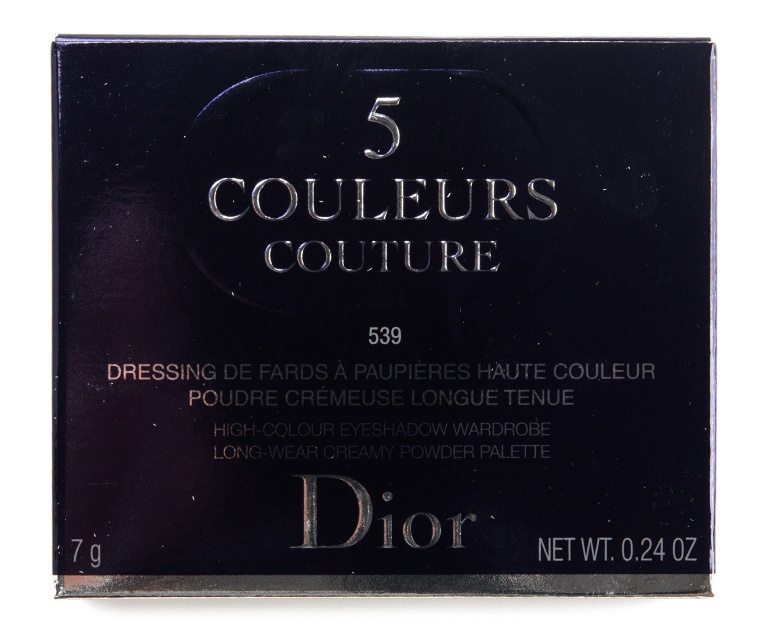 5
COULEURS
COUTURE
539
DRESSING DE FARDS À PAUPIÈRES HAUTE COULEUR
POUDRE CRÉMEUSE LONGUE TENUE
HIGH-COLOUR EYESHADOW WARDROBE
LONG-WEAR CREAMY POWDER PALETTE
Dior
7 g NET WT. 0.24 OZ